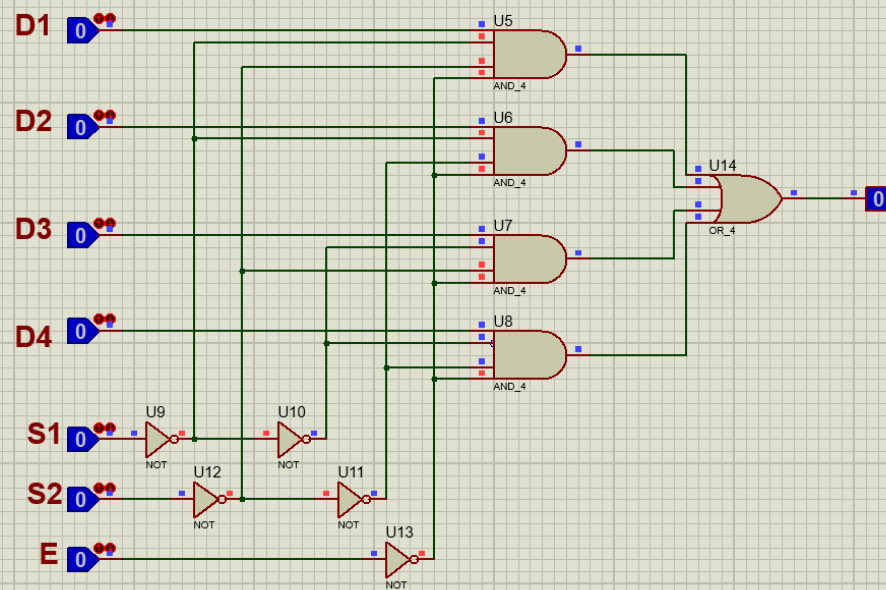 D1 0
U5
AND_4
D2 0
U6
AND_4
U14
OR_4
0
D3 0
U7
AND_4
D4 0
U8
AND_4
S1 0
U9
NOT
U10
NOT
S2 0
U12
NOT
U11
NOT
E 0
U13
NOT